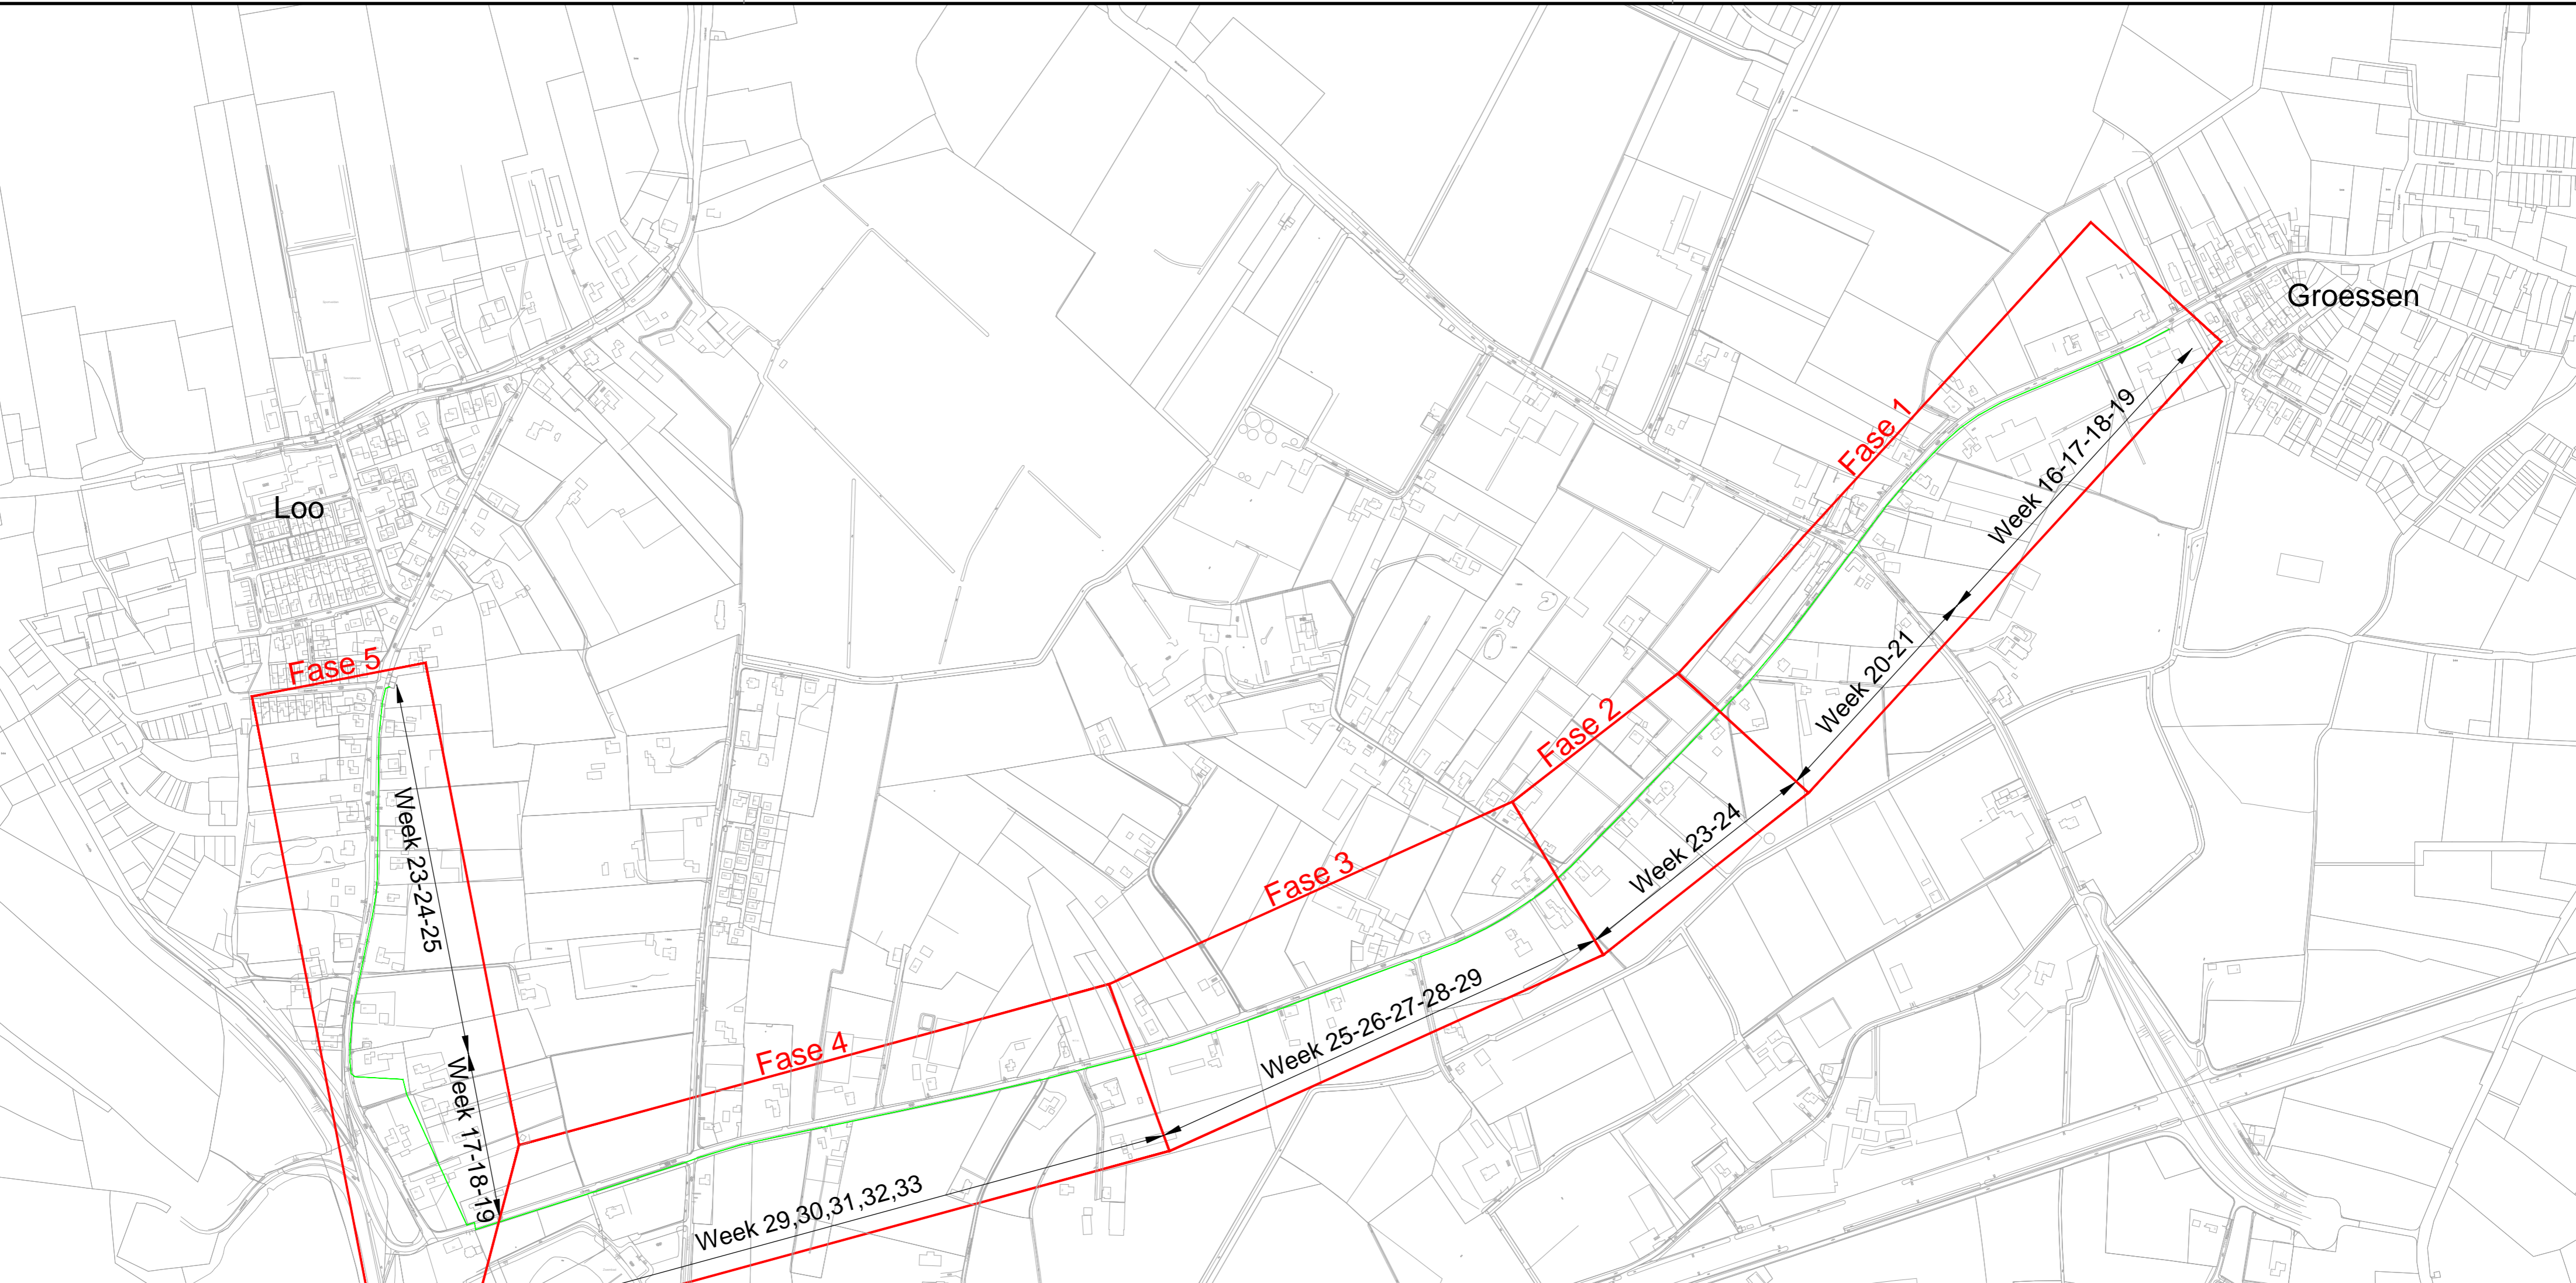 Groessen
Fase 1
Week 16-17-18-19
Loo
Week 20-21
Fase 5
Fase 2
Week 23-24
Week 23-24-25
Fase 3
Week 25-26-27-28-29
Fase 4
Week 17-18-19
Week 29,30,31,32,33